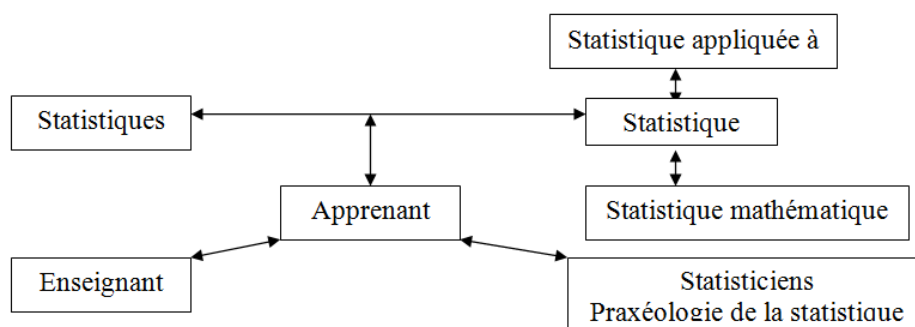 Statistique appliquée à
Statistiques
Statistique
Apprenant
Statistique mathématique
Enseignant
Statisticiens
Praxéologie de la statistique